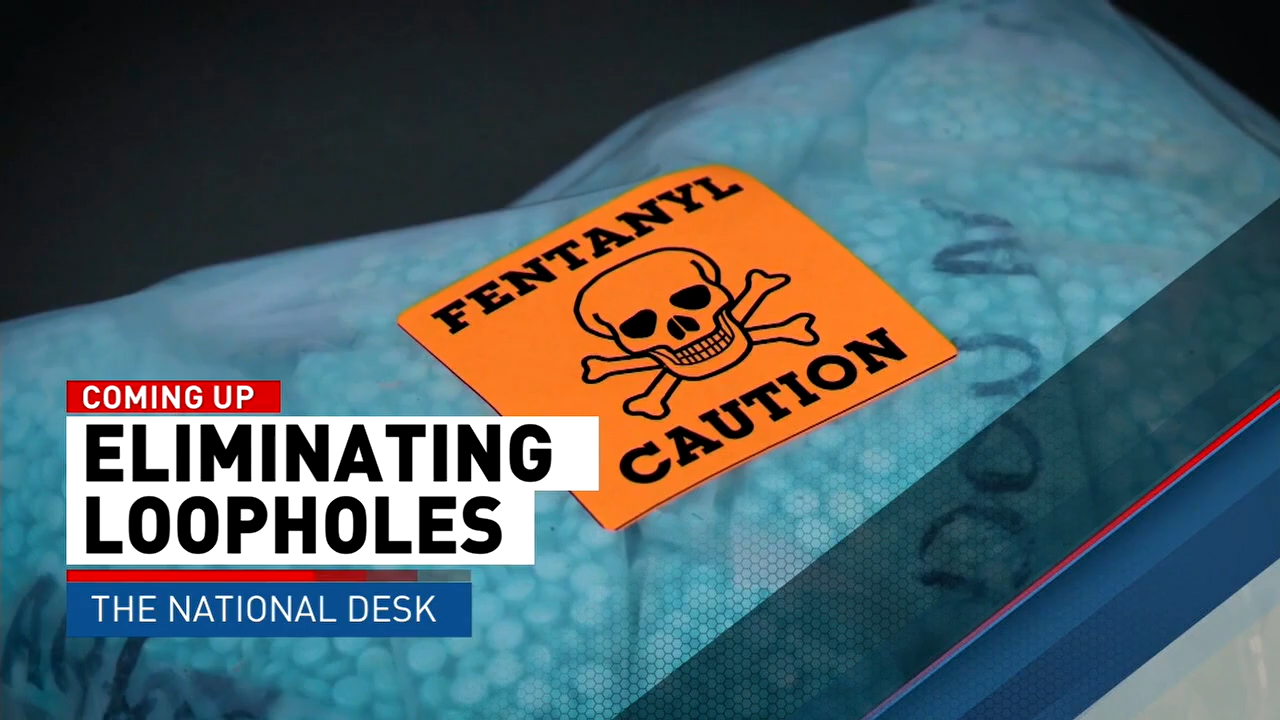 FENTANYL
CAUTION
COMING UP
ELIMINATING
LOOPHOLES
THE NATIONAL DESK